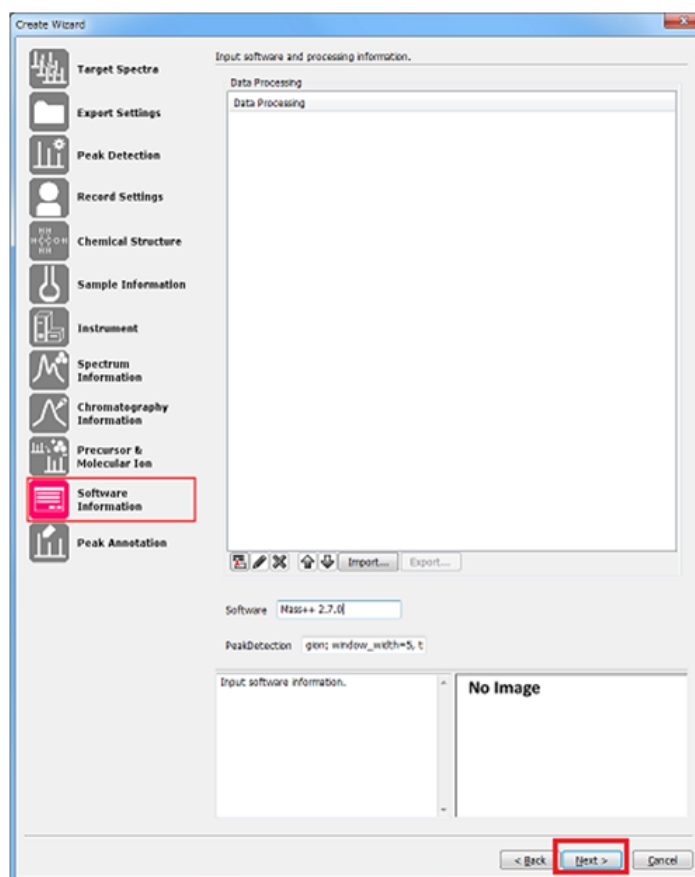 Create Wizard
Target Spectra
Export Settings
Peak Detection
Record Settings
Chemical Structure
Sample Information
Instrument
Spectrum
Information
Chromatography
Information
Precursor &
Molecular Ion
Software
Information
Peak Annotation
Input software and processing information.
Data Processing
Data Processing
Import...
Export...
Software Mass++ 2.7.0
PeakDetection gion; window_width=5, t
Input software information.
No Image
< Back Next > Cancel